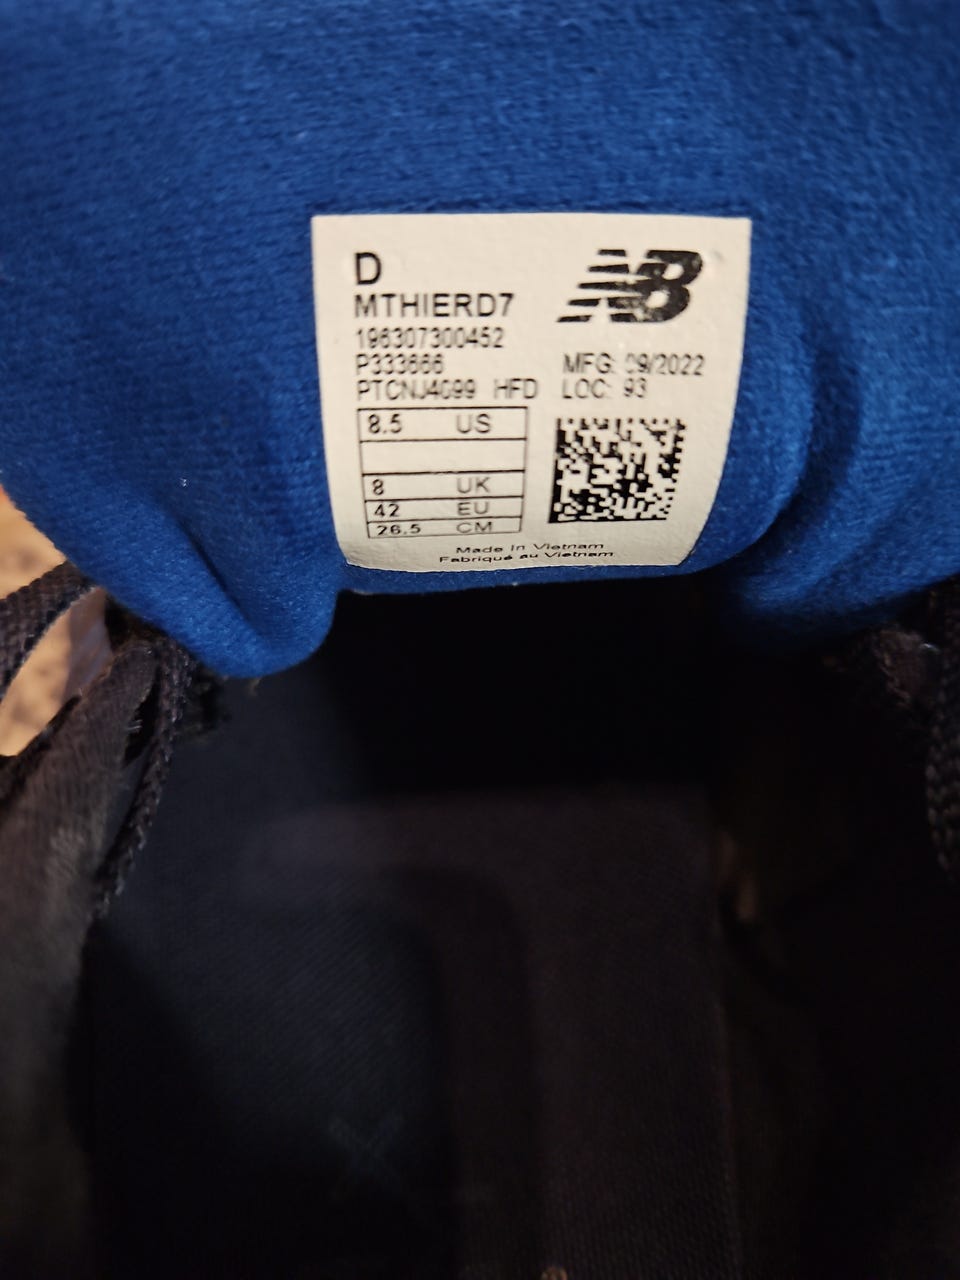 D
NB
MTHIERD7
196307300452
P333666
MFG: 09/2022
PTCNJ4099 HFD
LOC: 93
8.5 US
8 UK
42 EU
26.5 CM
Made in Vietnam
Fabriqué au Vietnam